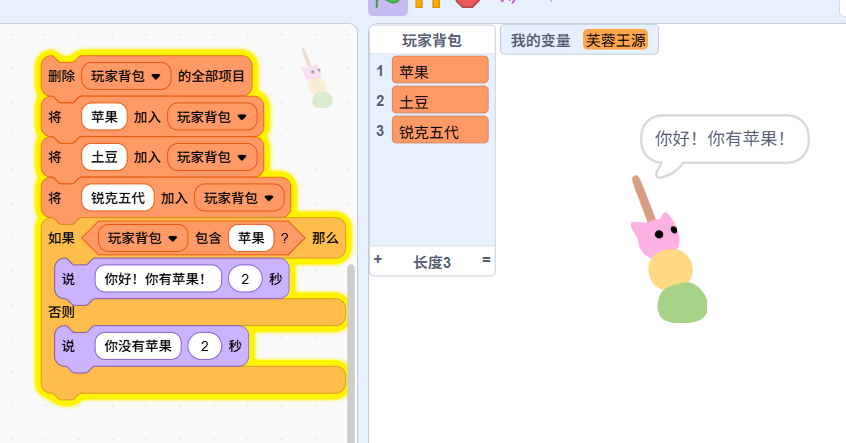 删除 玩家背包 的全部项目
将 苹果 加入 玩家背包
将 土豆 加入 玩家背包
将 锐克五代 加入 玩家背包
如果 玩家背包 包含 苹果 ? 那么
说 你好！你有苹果！ 2 秒
否则
说 你没有苹果 2 秒
玩家背包
1 苹果
2 土豆
3 锐克五代
+ 长度3 =
我的变量 芙蓉王源
你好！你有苹果！